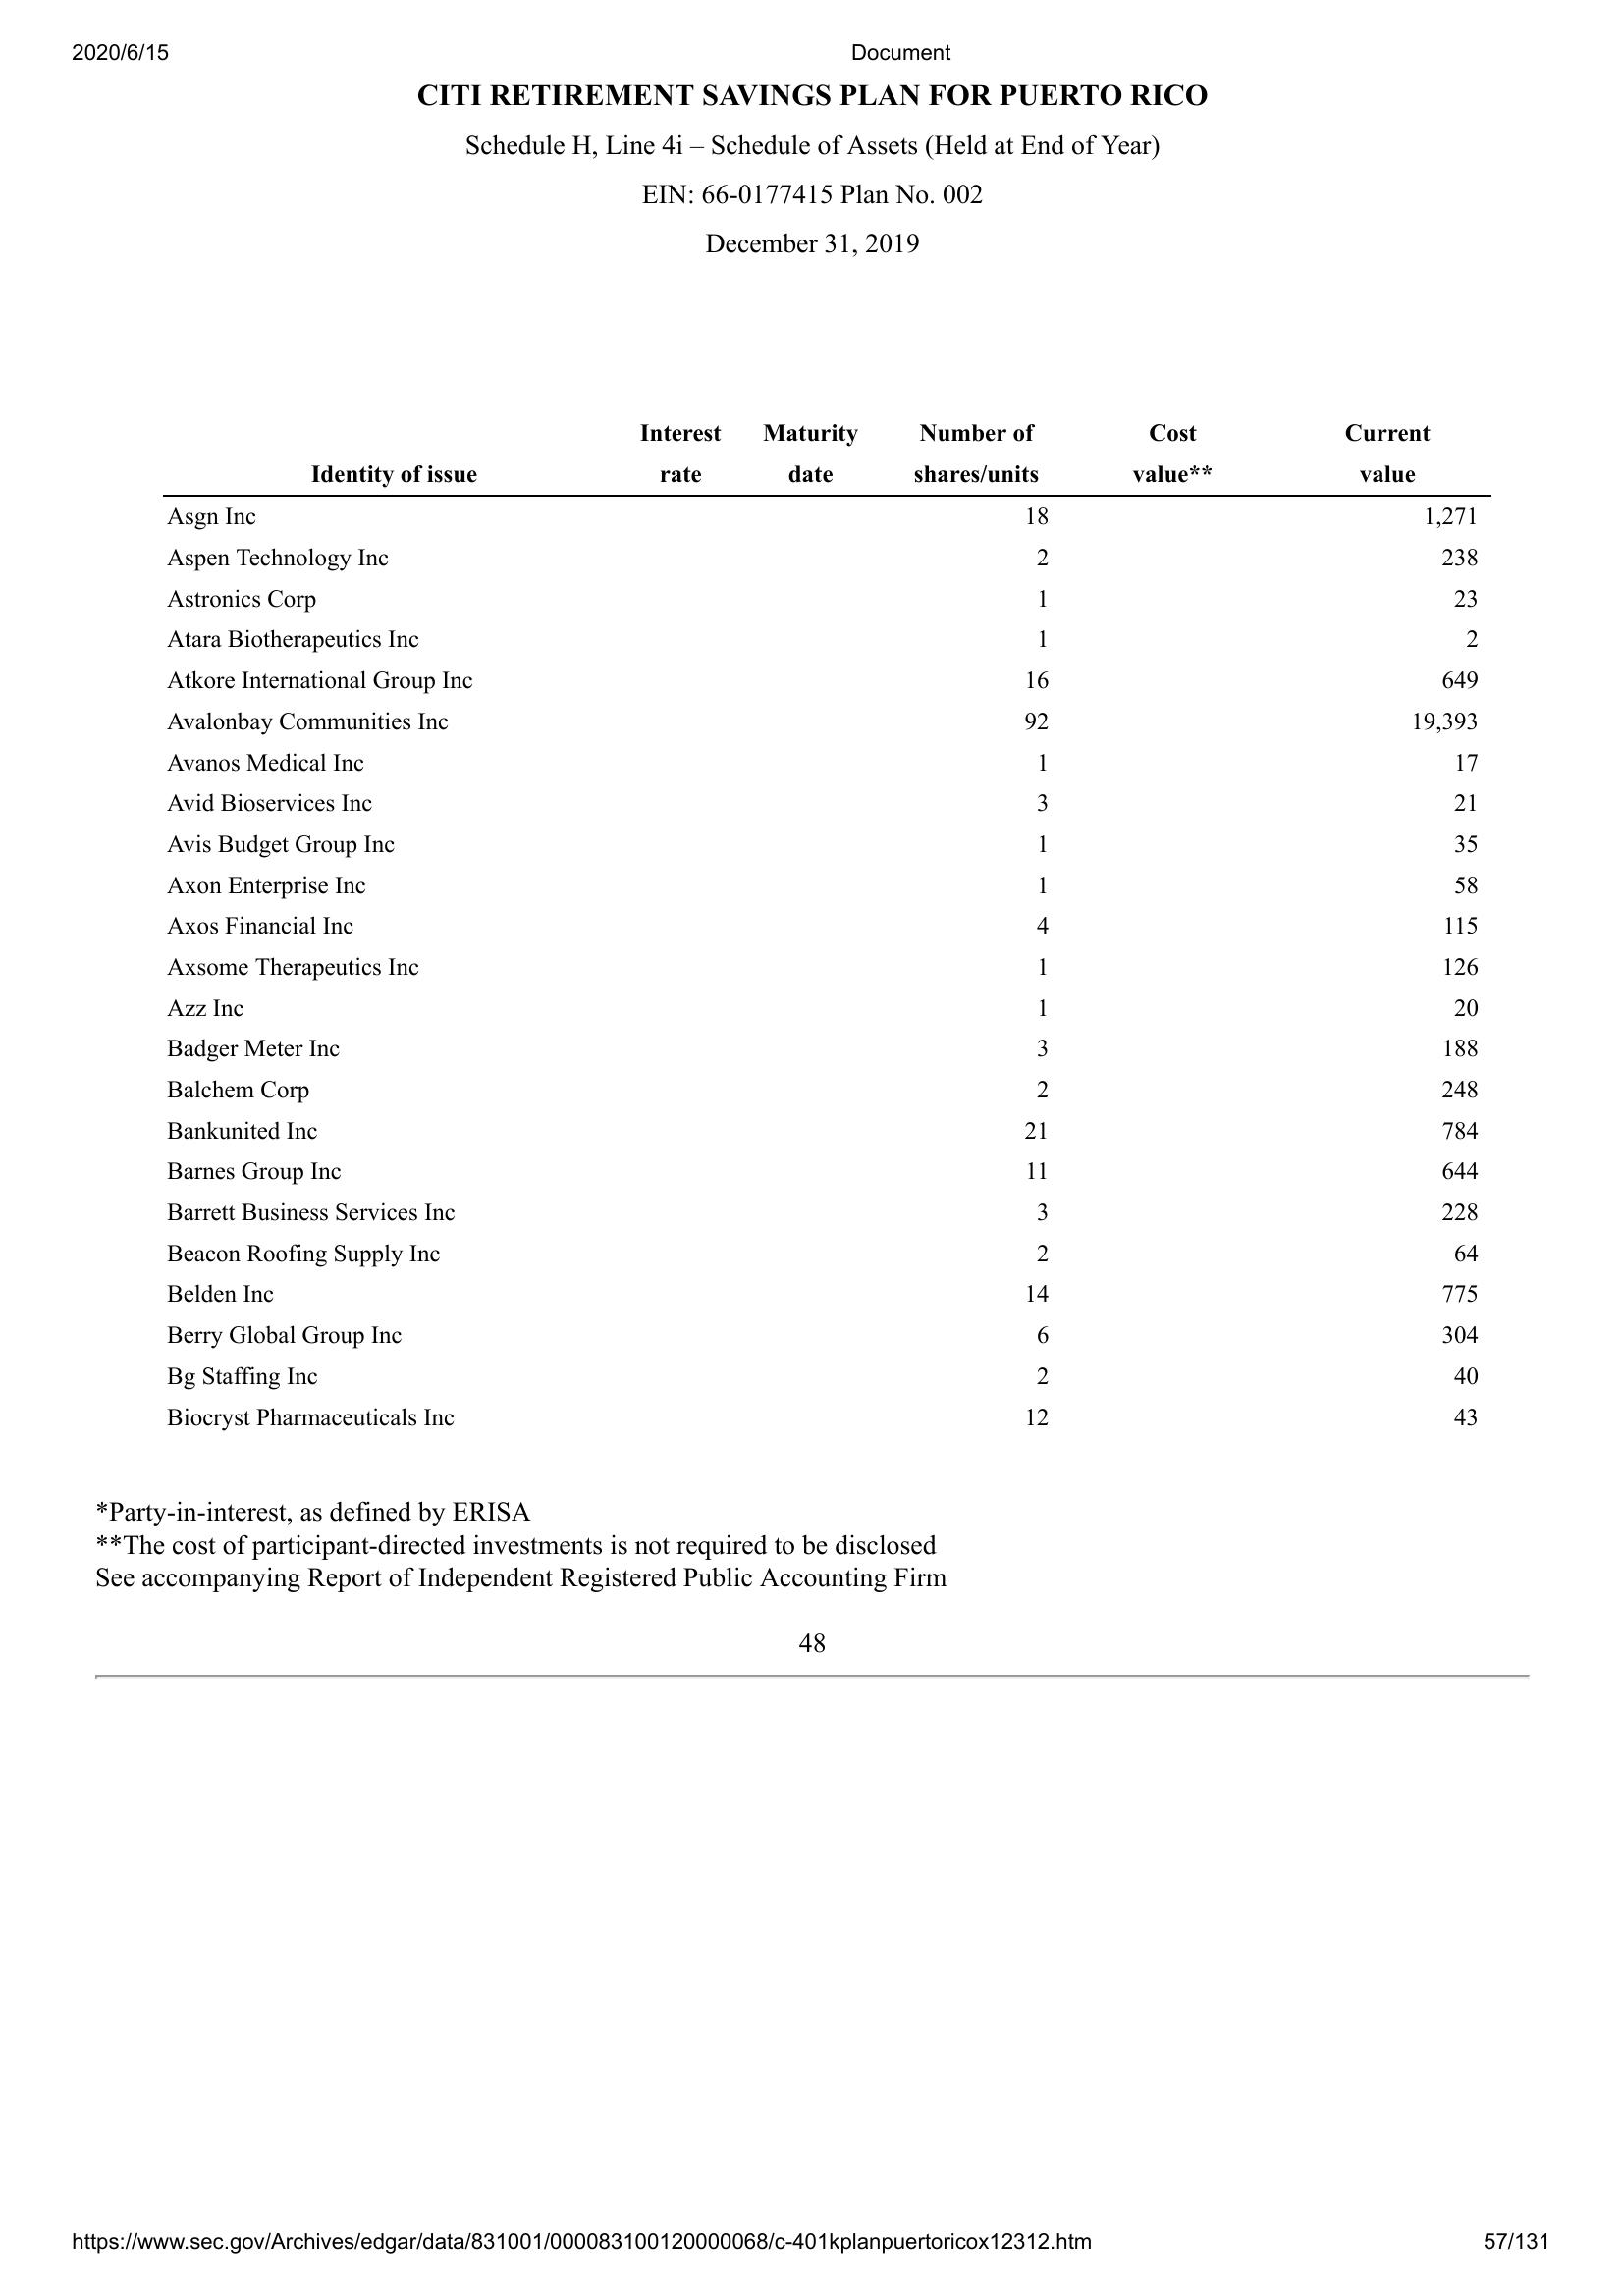 2020/6/15 Document
CITI RETIREMENT SAVINGS PLAN FOR PUERTO RICO
Schedule H, Line 4i – Schedule of Assets (Held at End of Year)
EIN: 66-0177415 Plan No. 002
December 31, 2019
Interest Maturity Number of Cost Current
Identity of issue rate date shares/units value** value
Asgn Inc 18 1,271
Aspen Technology Inc 2 238
Astronics Corp 1 23
Atara Biotherapeutics Inc 1 2
Atkore International Group Inc 16 649
Avalonbay Communities Inc 92 19,393
Avanos Medical Inc 1 17
Avid Bioservices Inc 3 21
Avis Budget Group Inc 1 35
Axon Enterprise Inc 1 58
Axos Financial Inc 4 115
Axsome Therapeutics Inc 1 126
Azz Inc 1 20
Badger Meter Inc 3 188
Balchem Corp 2 248
Bankunited Inc 21 784
Barnes Group Inc 11 644
Barrett Business Services Inc 3 228
Beacon Roofing Supply Inc 2 64
Belden Inc 14 775
Berry Global Group Inc 6 304
Bg Staffing Inc 2 40
Biocryst Pharmaceuticals Inc 12 43
*Party-in-interest, as defined by ERISA
**The cost of participant-directed investments is not required to be disclosed
See accompanying Report of Independent Registered Public Accounting Firm
48
https://www.sec.gov/Archives/edgar/data/831001/000083100120000068/c-401kplanpuertoricox12312.htm 57/131